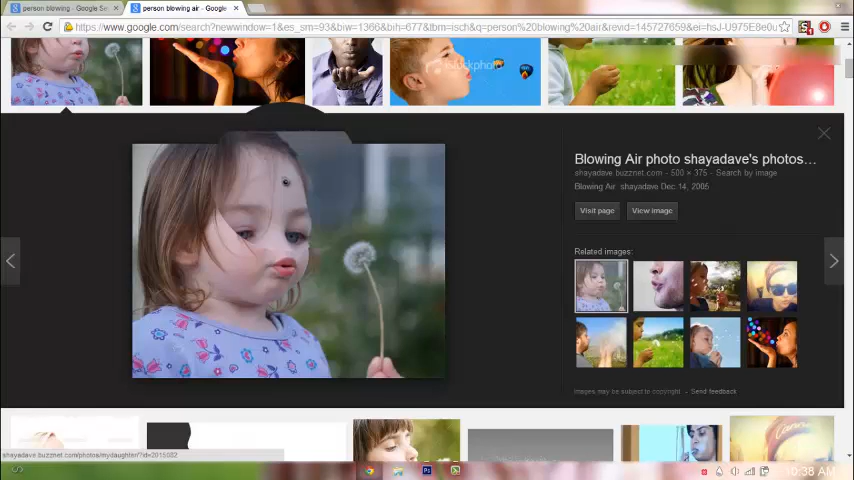 person blowing - Google Se
person blowing air - Google
https://www.google.com/search?newwindow=1&es_sm=93&biw=1366&bih=677&tbm=isch&q=person%20blowing%20air&revid=145727659&ei=hsJ-U975E8e0y
iStockphoto
Blowing Air photo shayadave's photos…
shayadave.buzznet.com - 500 × 375 - Search by image
Blowing Air shayadave Dec 14, 2005
Visit page
View image
Related images:
Images may be subject to copyright. - Send feedback
shayadave.buzznet.com/photos/mydaughter/?id=2015082
10:38 AM